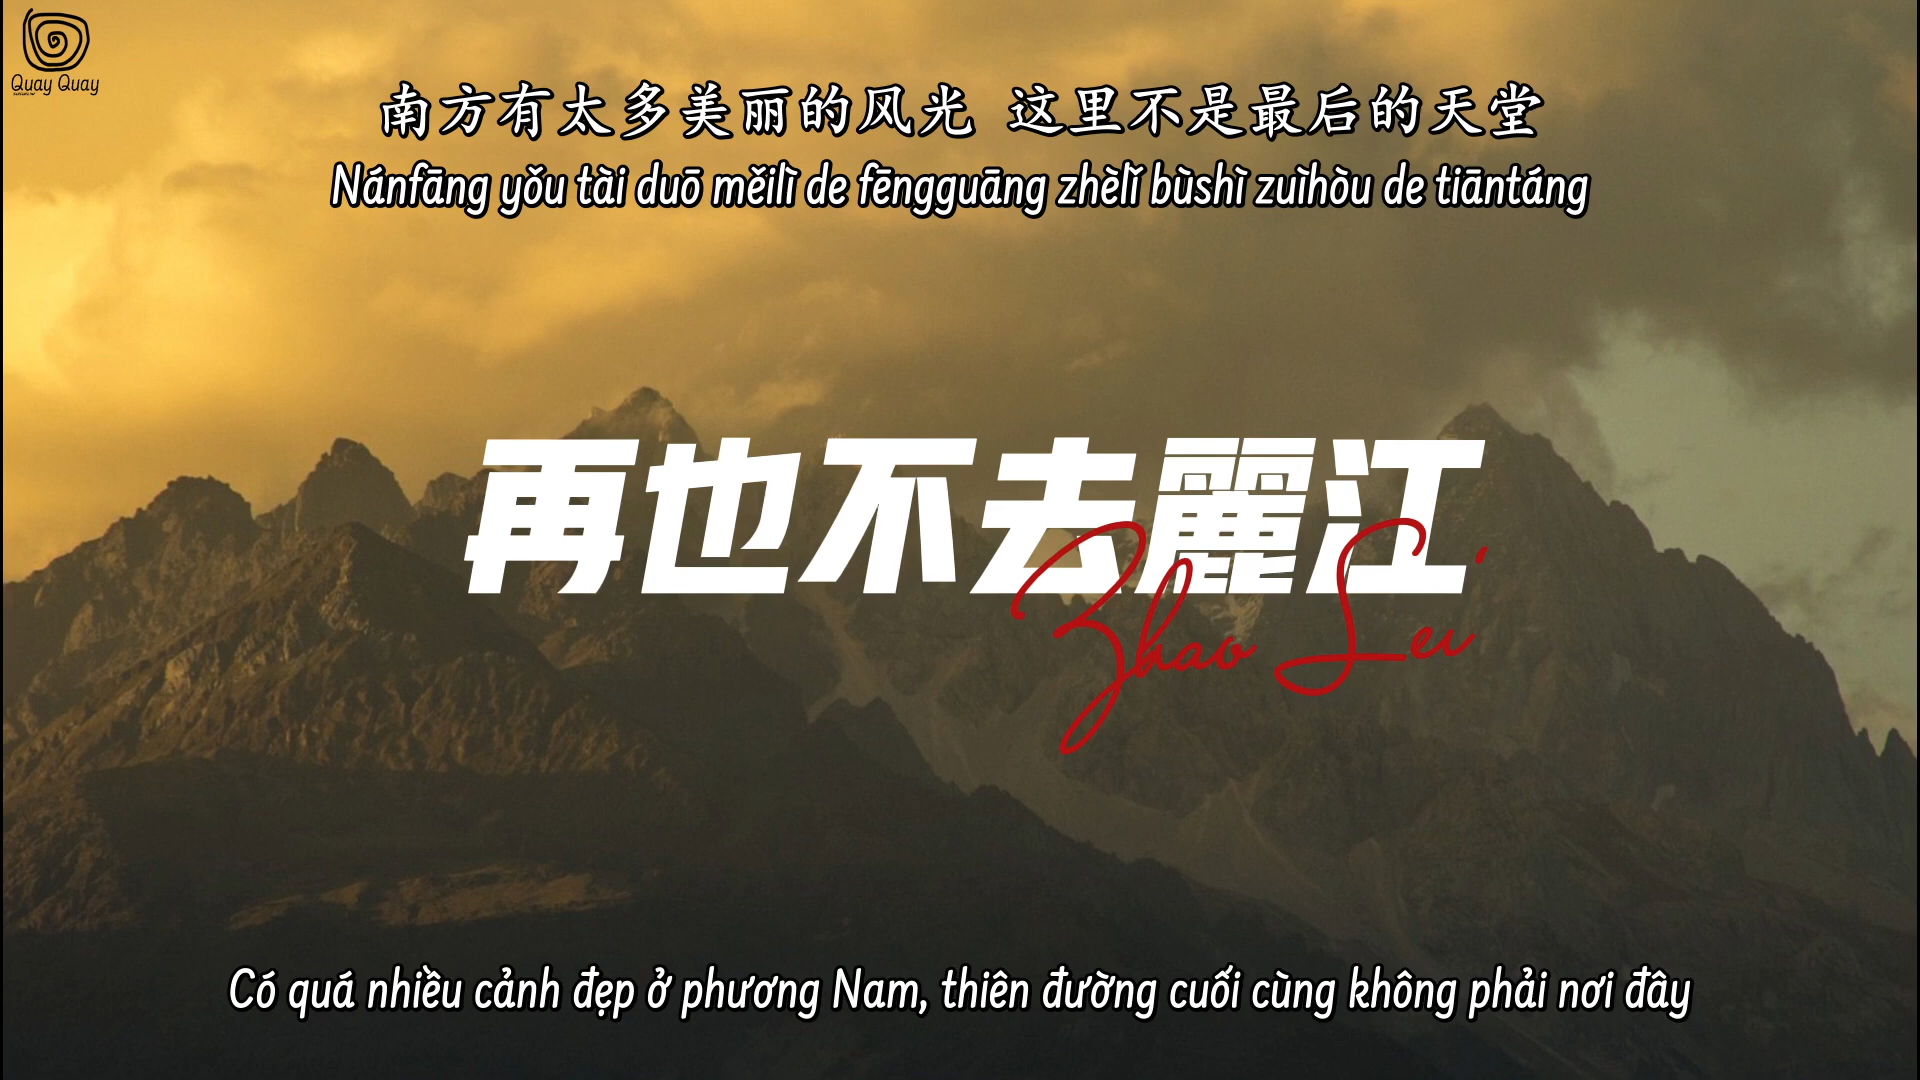 Quay Quay
南方有太多美丽的风光 这里不是最后的天堂
Nánfāng yǒu tài duō měilì de fēngguāng zhèlǐ bùshì zuìhòu de tiāntáng
再也不去麗江
Zhao Lei
Có quá nhiều cảnh đẹp ở phương Nam, thiên đường cuối cùng không phải nơi đây